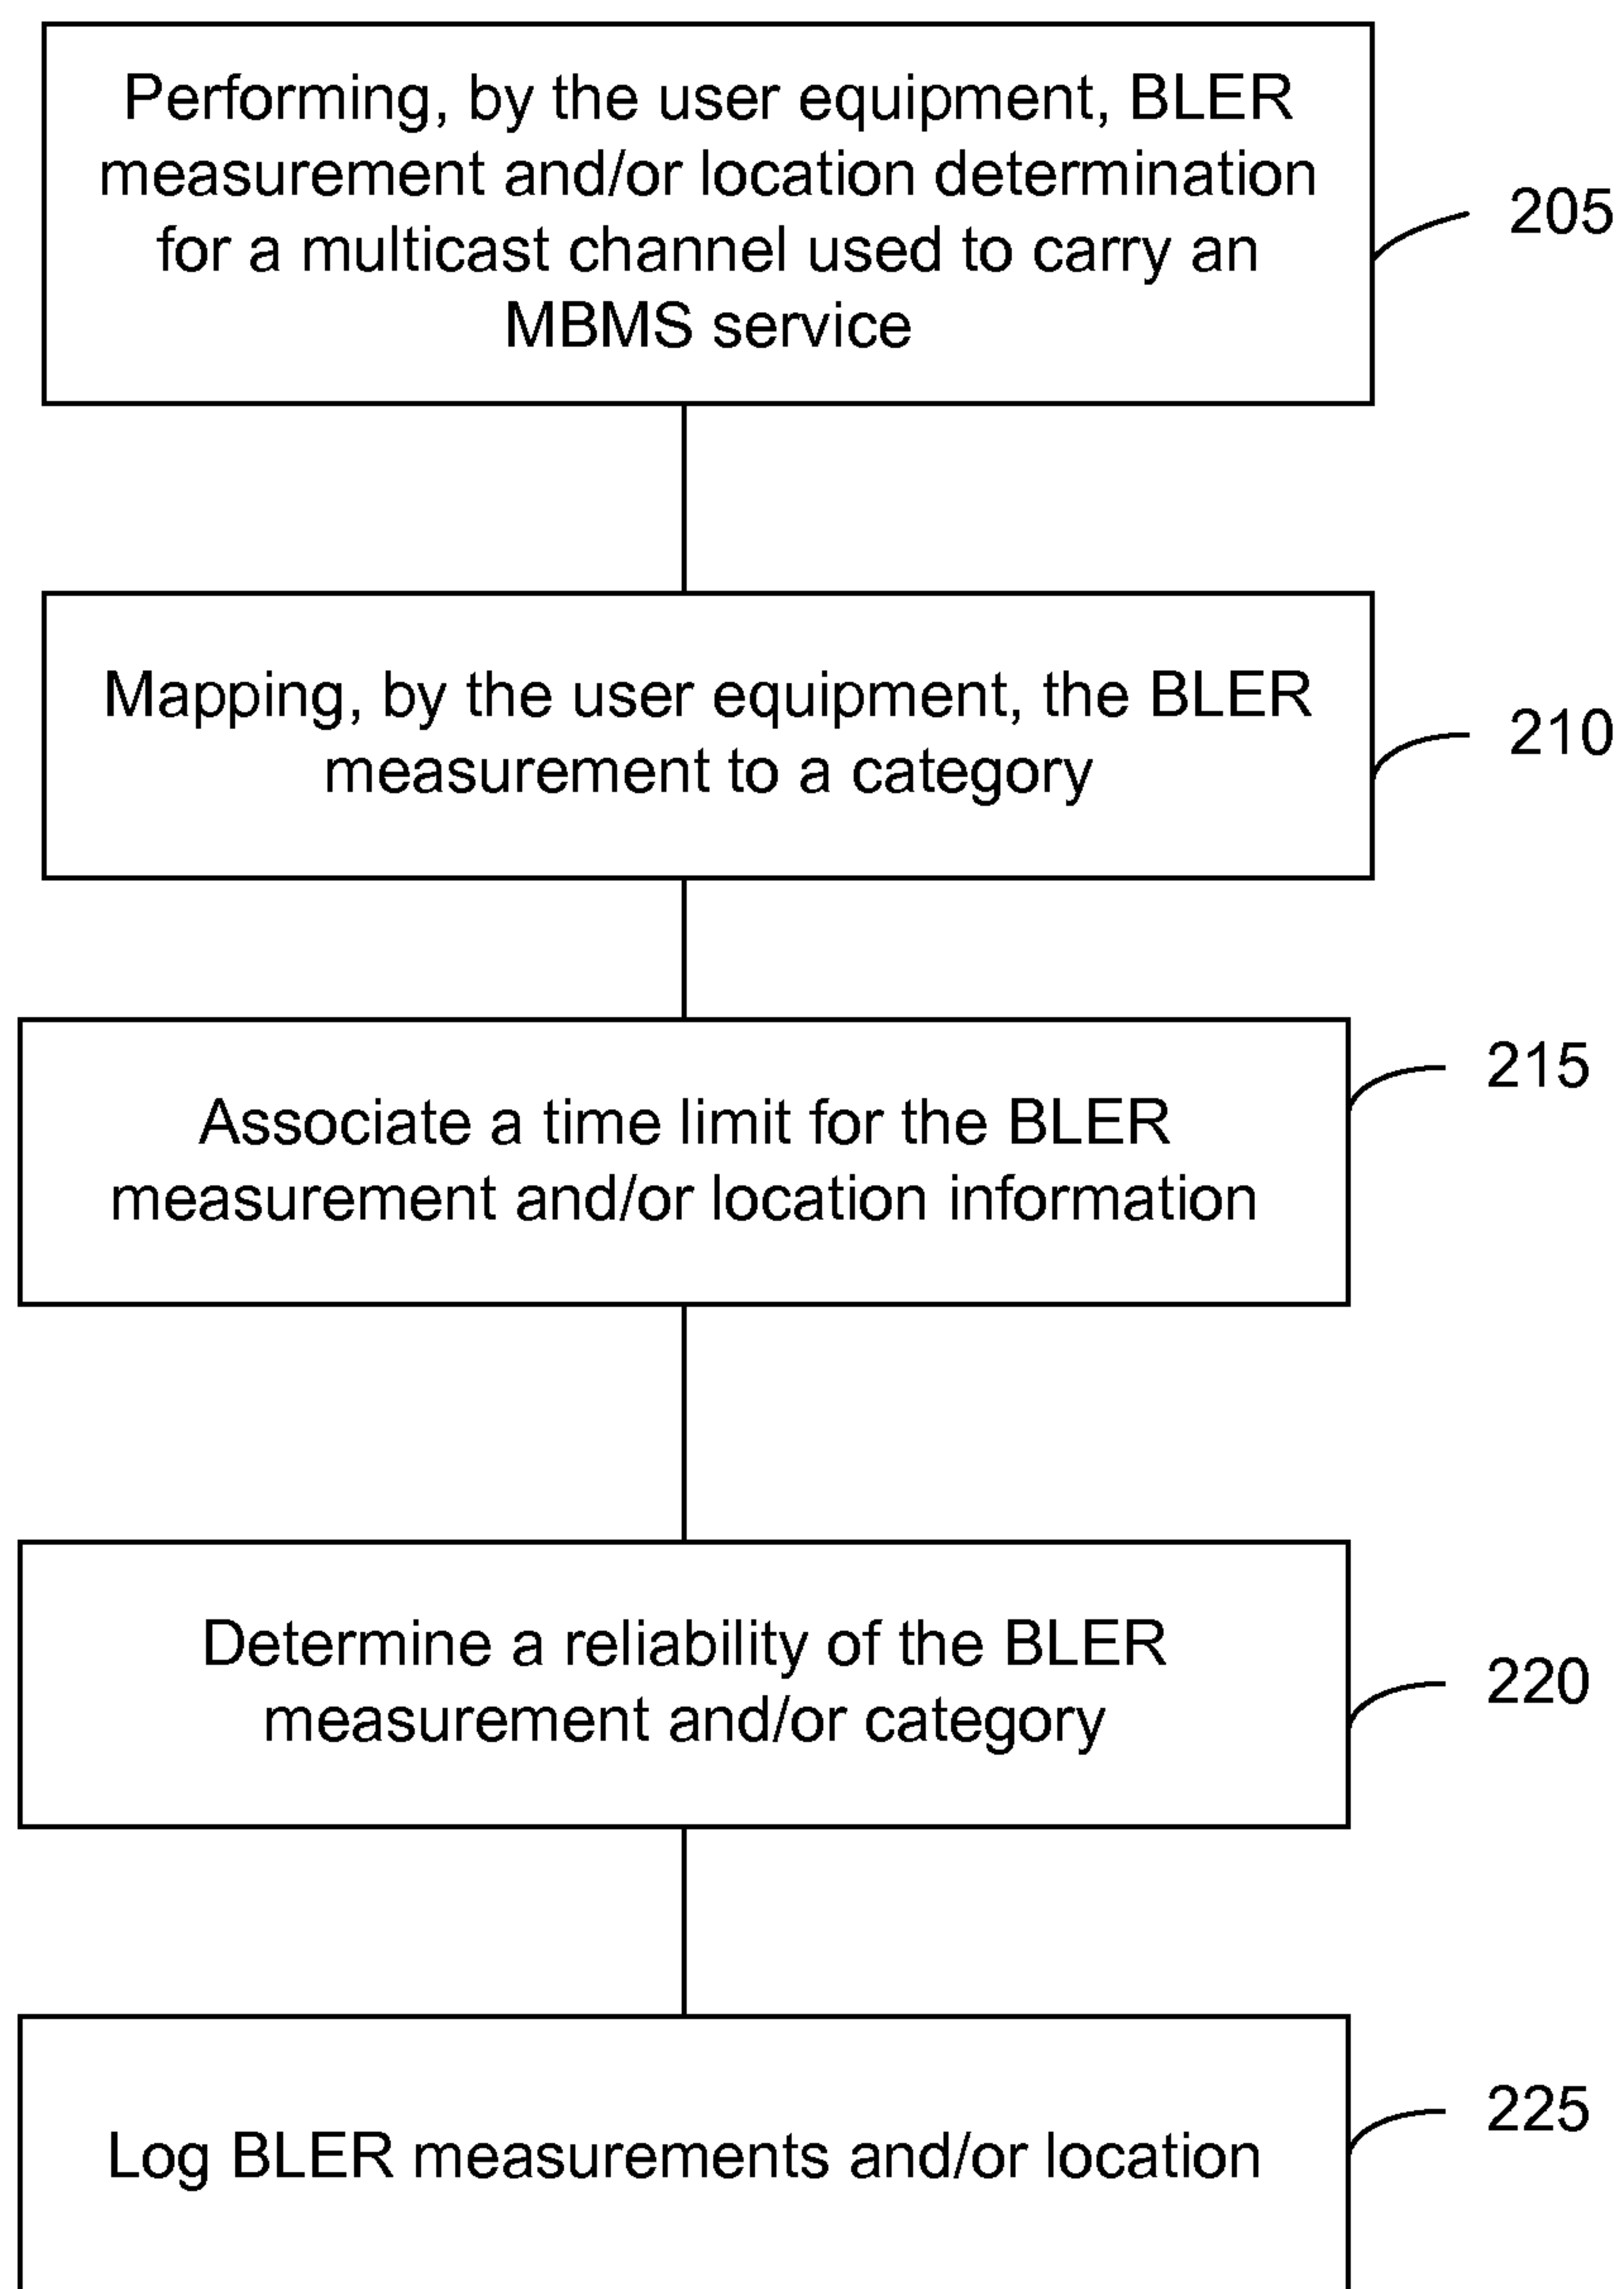 Performing, by the user equipment, BLER
measurement and/or location determination
for a multicast channel used to carry an
MBMS service
205
Mapping, by the user equipment, the BLER
measurement to a category
210
Associate a time limit for the BLER
measurement and/or location information
215
Determine a reliability of the BLER
measurement and/or category
220
Log BLER measurements and/or location
225